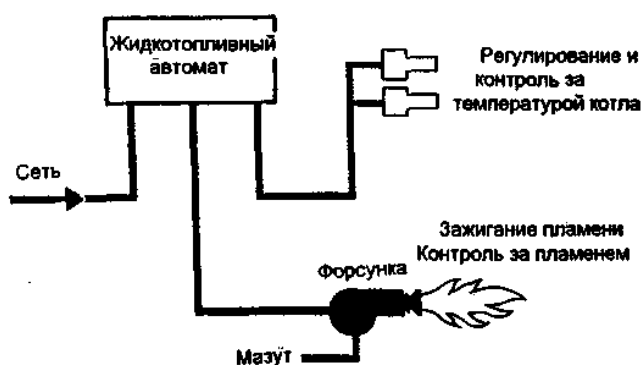 Жидкотопливный
автомат
Регулирование и
контроль за
температурой котла
Сеть
Зажигание пламени
Контроль за пламенем
Форсунка
Мазут